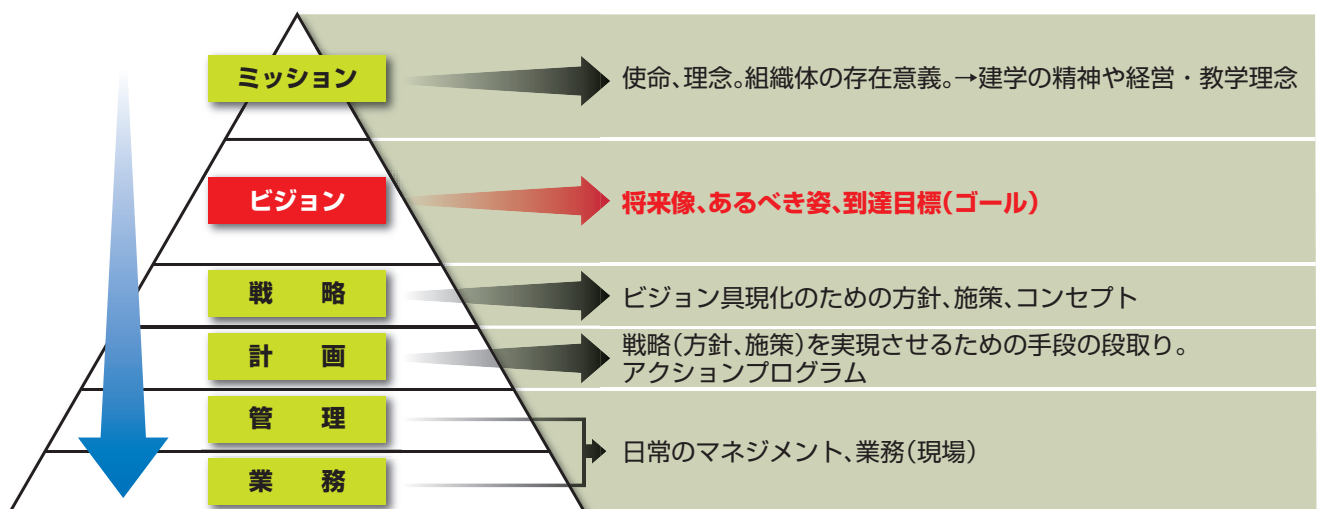 ミッション
使命、理念。組織体の存在意義。→建学の精神や経営・教学理念
ビジョン
将来像、あるべき姿、到達目標(ゴール)
戦 略
ビジョン具現化のための方針、施策、コンセプト
計 画
戦略(方針、施策)を実現させるための手段の段取り。
アクションプログラム
管 理
業 務
日常のマネジメント、業務(現場)